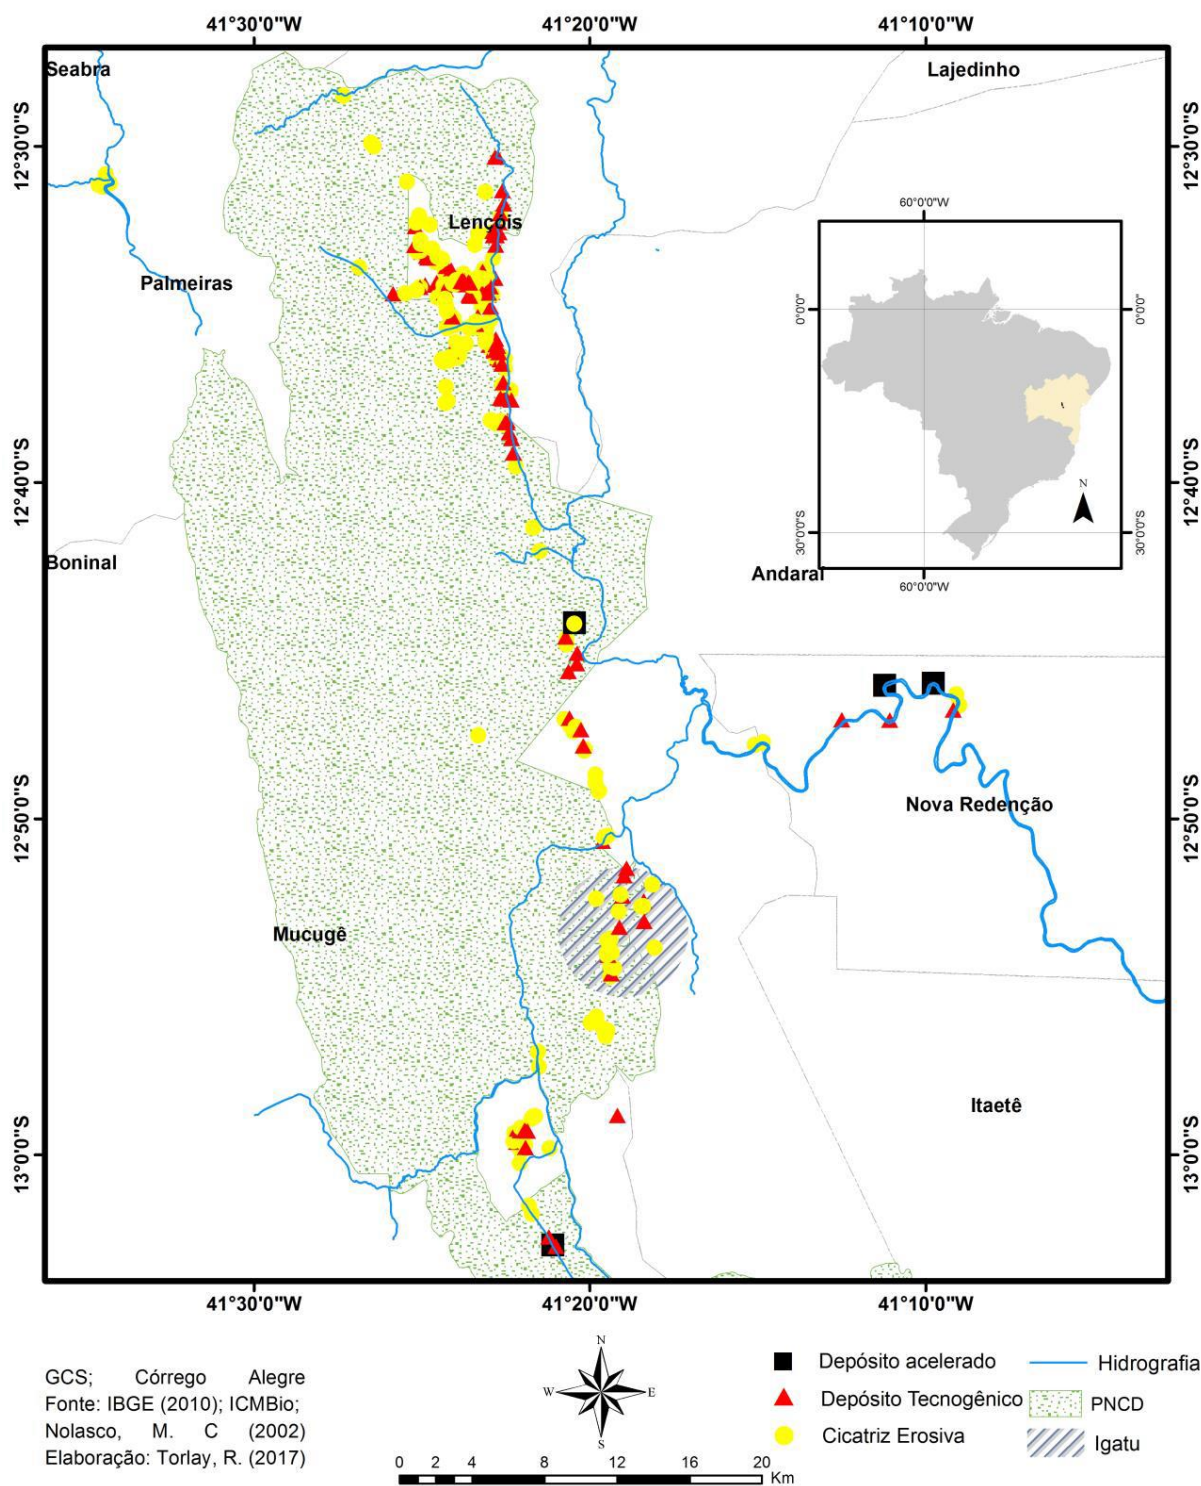 41°30'0"W 41°20'0"W 41°10'0"W
Seabra
Lajedinho
12°30'0"S 12°30'0"S
Lençois
60°0'0"W
Palmeiras
0°0'0" 0°0'0"
12°40'0"S 12°40'0"S
N
30°0'0"S 30°0'0"S
Boninal
Andaraí
60°0'0"W
Nova Redenção
12°50'0"S 12°50'0"S
Mucugê
Itaetê
13°0'0"S 13°0'0"S
41°30'0"W 41°20'0"W 41°10'0"W
GCS; Córrego Alegre
Fonte: IBGE (2010); ICMBio;
Nolasco, M. C (2002)
Elaboração: Torlay, R. (2017)
N
W E
S
0 2 4 8 12 16 20
Km
Depósito acelerado
Depósito Tecnogênico
Cicatriz Erosiva
Hidrografia
PNCD
Igatu